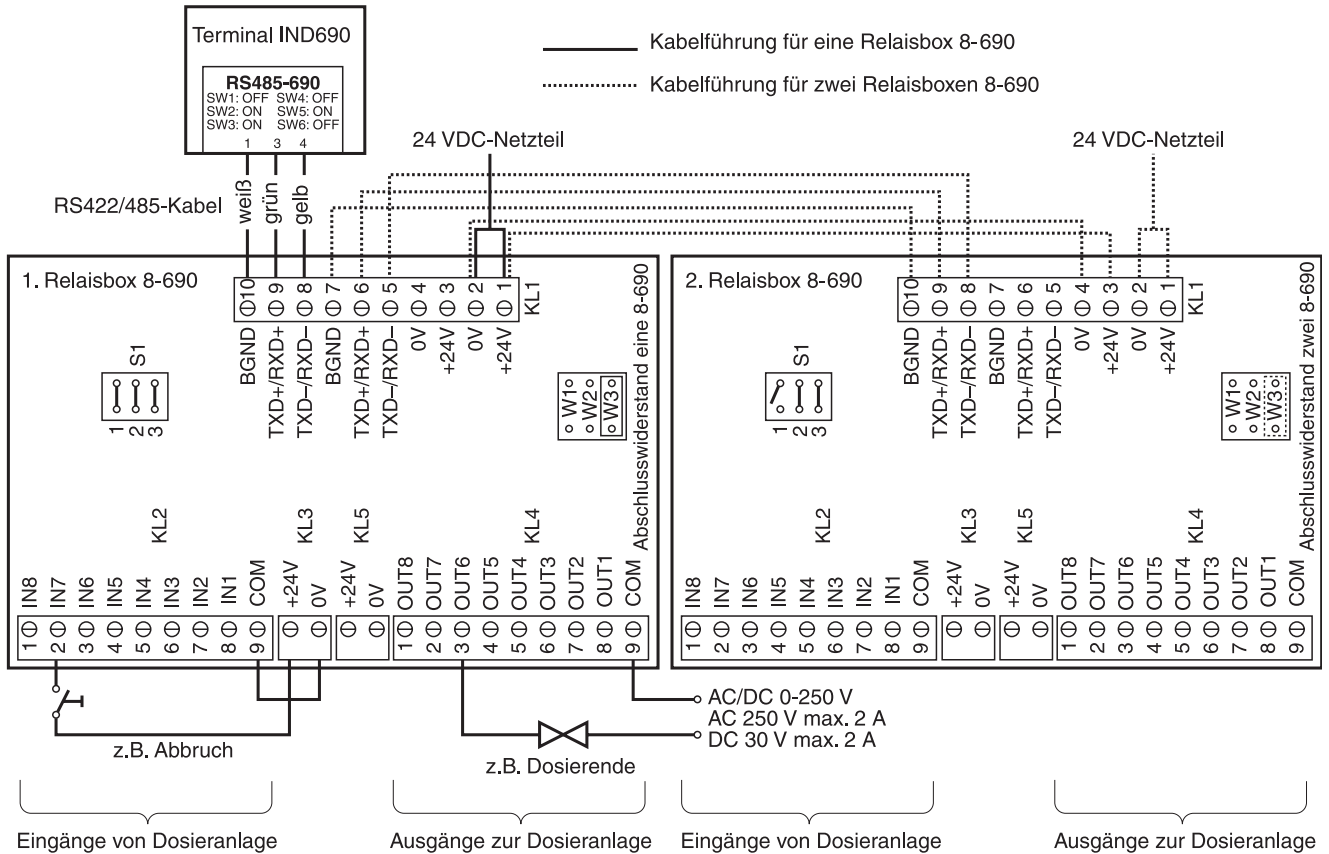 Terminal IND690
RS485-690
SW1: OFF SW4: OFF
SW2: ON SW5: ON
SW3: ON SW6: OFF
1 3 4
Kabelführung für eine Relaisbox 8-690
Kabelführung für zwei Relaisboxen 8-690
24 VDC-Netzteil
24 VDC-Netzteil
RS422/485-Kabel
weiß
grün
gelb
1. Relaisbox 8-690
10 9 8 7 6 5 4 3 2 1
KL1
BGND
TXD+/RXD+
TXD–/RXD–
BGND
TXD+/RXD+
TXD–/RXD–
0V
+24V
0V
+24V
S1
1 2 3
W1
W2
W3
Abschlusswiderstand eine 8-690
KL2
KL3
KL5
KL4
IN8
IN7
IN6
IN5
IN4
IN3
IN2
IN1
COM
+24V
0V
+24V
0V
OUT8
OUT7
OUT6
OUT5
OUT4
OUT3
OUT2
OUT1
COM
1 2 3 4 5 6 7 8 9
1 2 3 4 5 6 7 8 9
2. Relaisbox 8-690
10 9 8 7 6 5 4 3 2 1
KL1
BGND
TXD+/RXD+
TXD–/RXD–
BGND
TXD+/RXD+
TXD–/RXD–
0V
+24V
0V
+24V
S1
1 2 3
W1
W2
W3
Abschlusswiderstand zwei 8-690
KL2
KL3
KL5
KL4
IN8
IN7
IN6
IN5
IN4
IN3
IN2
IN1
COM
+24V
0V
+24V
0V
OUT8
OUT7
OUT6
OUT5
OUT4
OUT3
OUT2
OUT1
COM
1 2 3 4 5 6 7 8 9
1 2 3 4 5 6 7 8 9
z.B. Abbruch
z.B. Dosierende
AC/DC 0-250 V
AC 250 V max. 2 A
DC 30 V max. 2 A
Eingänge von Dosieranlage
Ausgänge zur Dosieranlage
Eingänge von Dosieranlage
Ausgänge zur Dosieranlage